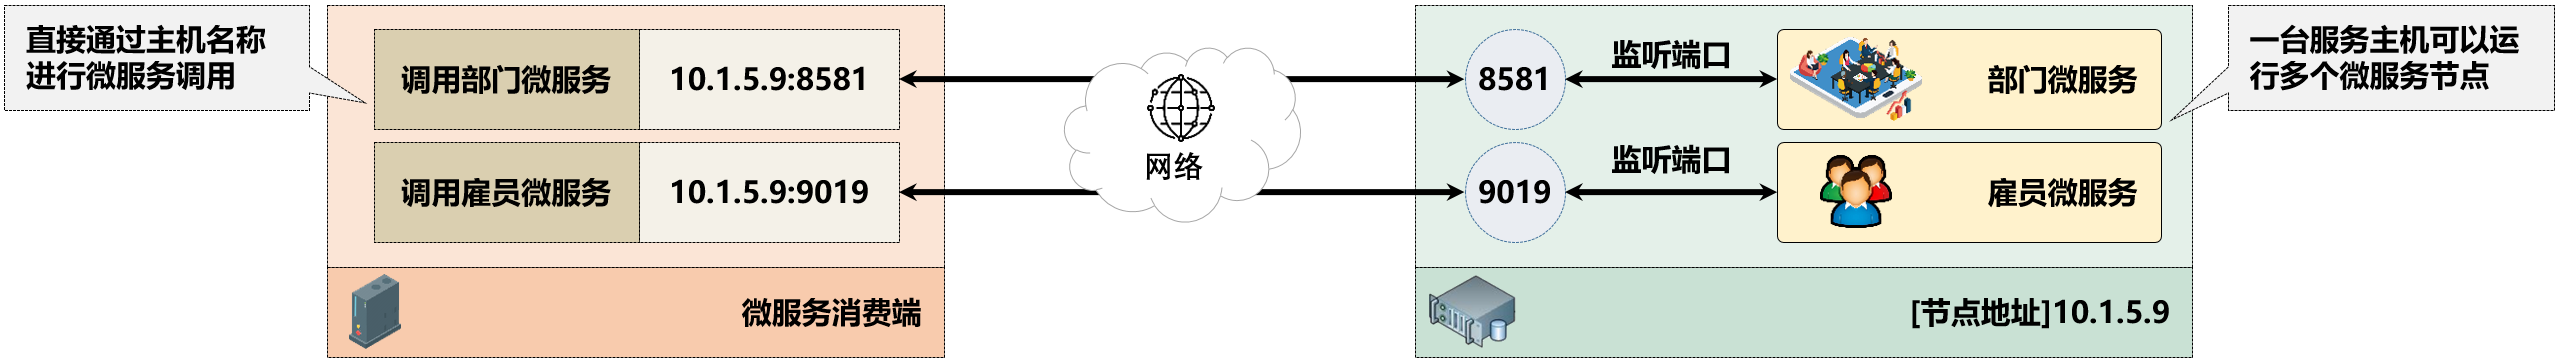 直接通过主机名称
进行微服务调用
调用部门微服务
10.1.5.9:8581
调用雇员微服务
10.1.5.9:9019
微服务消费端
网络
8581
监听端口
部门微服务
9019
监听端口
雇员微服务
[节点地址]10.1.5.9
一台服务主机可以运
行多个微服务节点